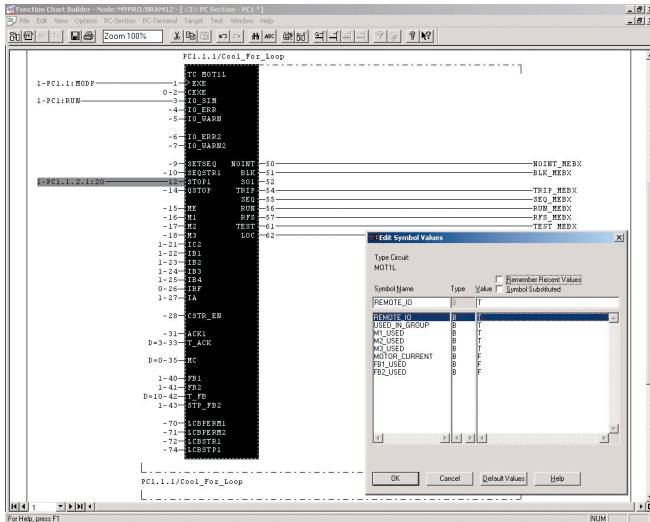 Function Chart Builder - Node: MYPRO/BRAM12 - [ <3> PC Section - PC1 *]
File Edit View Options PC-Section PC-Terminal Target Test Window Help
Zoom 100%
PC1.1.1/Cool_For_Loop
TC MOT1L
1-PC1.1:MODP 1 >EXE
0-2 CEXE
1-PC1:RUN 3 IO_SIM
-4 IO_ERR
-5 IO_WARN
-6 IO_ERR2
-7 IO_WARN2
-9 SETSEQ NOINT 50 NOINT_MEBX
-10 SEQSTR1 BLK 51 BLK_MEBX
1-PC1.1.2.1:20 12 STOP1 SO1 52
-14 QSTOP TRIP 54 TRIP_MEBX
SEQ 55 SEQ_MEBX
-15 ME RUN 56 RUN_MEBX
-16 M1 RFS 57 RFS_MEBX
-17 M2 TEST 61 TEST MEBX
-18 M3 LOC 62
1-21 IC2
1-22 IB1
1-23 IB2
1-24 IB3
1-25 IB4
0-26 IBF
1-27 IA
-28 CSTR_EN
-31 ACK1
D=3-33 T_ACK
D=0-35 MC
1-40 FB1
1-41 FB2
D=10-42 T_FB
1-43 STP_FB2
-70 LCBPERM1
-71 LCBPERM2
-72 LCBSTR1
-74 LCBSTP1
PC1.1.1/Cool_For_Loop
Edit Symbol Values
Type Circuit:
MOT1L
Remember Recent Values
Symbol Name Type Value Symbol Substituted
REMOTE_IO B T
REMOTE_IO B T
USED_IN_GROUP B T
M1_USED B T
M2_USED B T
M3_USED B T
MOTOR_CURRENT B F
FB1_USED B F
FB2_USED B F
OK Cancel Default Values Help
1
For Help, press F1 NUM